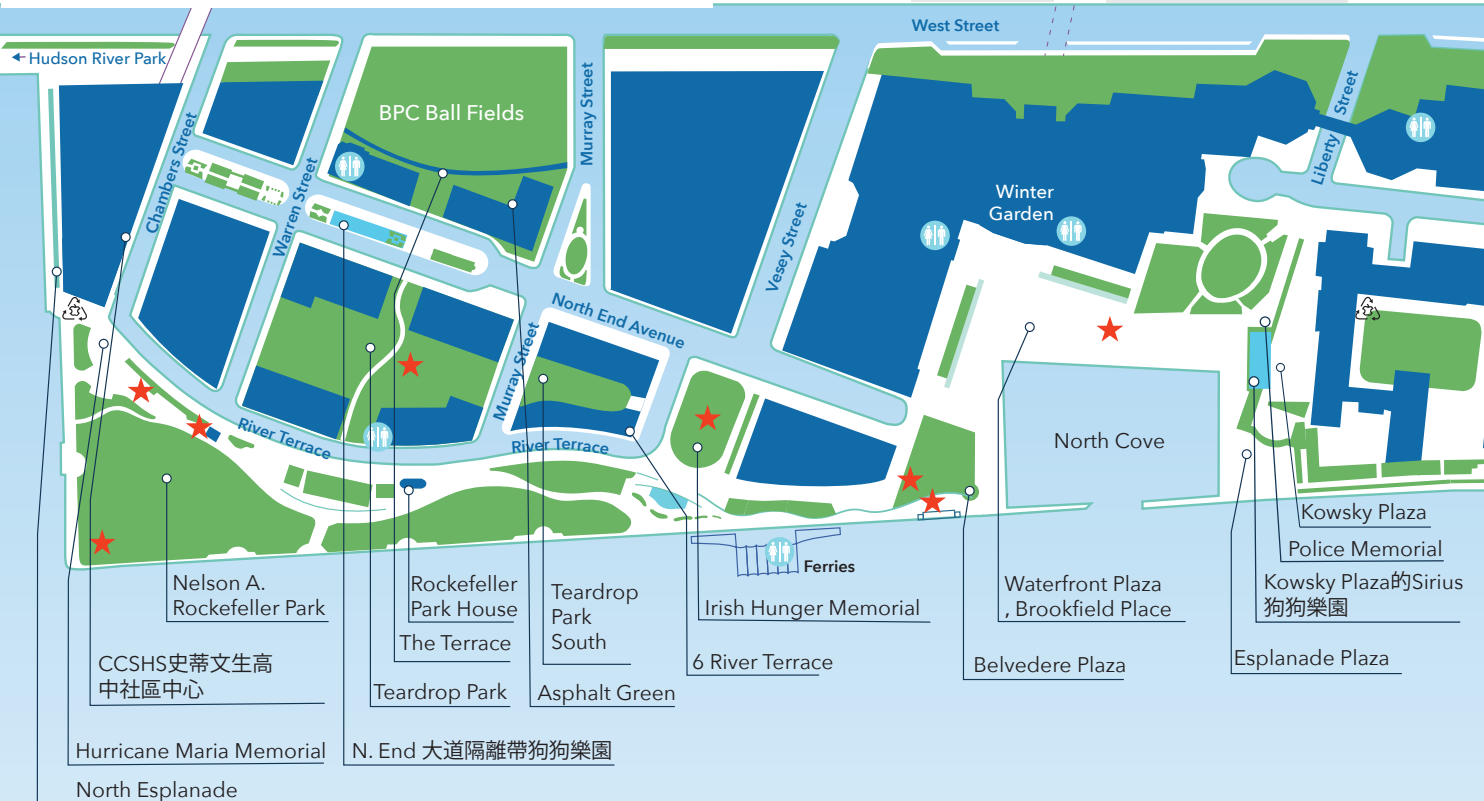 West Street
Hudson River Park
BPC Ball Fields
Murray Street
Chambers Street
Warren Street
Liberty Street
Winter
Garden
Vesey Street
North End Avenue
Murray Street
River Terrace
River Terrace
North Cove
Ferries
Kowsky Plaza
Police Memorial
Kowsky Plaza的Sirius
狗狗樂園
Esplanade Plaza
Waterfront Plaza
, Brookfield Place
Belvedere Plaza
Irish Hunger Memorial
6 River Terrace
Teardrop
Park
South
Asphalt Green
Rockefeller
Park House
The Terrace
Teardrop Park
N. End 大道隔離帶狗狗樂園
Nelson A.
Rockefeller Park
CCSHS史蒂文生高
中社區中心
Hurricane Maria Memorial
North Esplanade